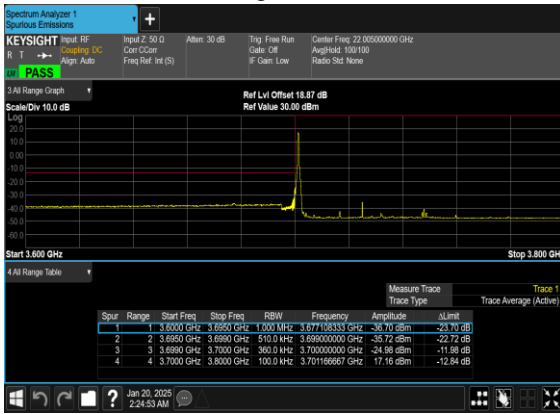 Spectrum Analyzer 1
Spurious Emissions
+
KEYSIGHT Input: RF Input Z: 50 Ω Atten: 30 dB Trig: Free Run Center Freq: 22.005000000 GHz
R T Coupling: DC Corr CCorr Gate: Off Avg|Hold: 100/100
Align: Auto Freq Ref: Int (S) IF Gain: Low Radio Std: None
PASS
3 All Range Graph
Ref Lvl Offset 18.87 dB
Scale/Div 10.0 dB Ref Value 30.00 dBm
Log
20.0
10.0
0.00
-10.0
-20.0
-30.0
-40.0
-50.0
-60.0
Start 3.600 GHz Stop 3.800 GH
4 All Range Table
Measure Trace Trace 1
Trace Type Trace Average (Active)
Spur Range Start Freq Stop Freq RBW Frequency Amplitude ΔLimit
1 1 3.6000 GHz 3.6950 GHz 1.000 MHz 3.677108333 GHz -36.70 dBm -23.70 dB
2 2 3.6950 GHz 3.6990 GHz 510.0 kHz 3.699000000 GHz -35.72 dBm -22.72 dB
3 3 3.6990 GHz 3.7000 GHz 360.0 kHz 3.700000000 GHz -24.98 dBm -11.98 dB
4 4 3.7000 GHz 3.8000 GHz 100.0 kHz 3.701166667 GHz 17.16 dBm -12.84 dB
? Jan 20, 2025
2:24:53 AM